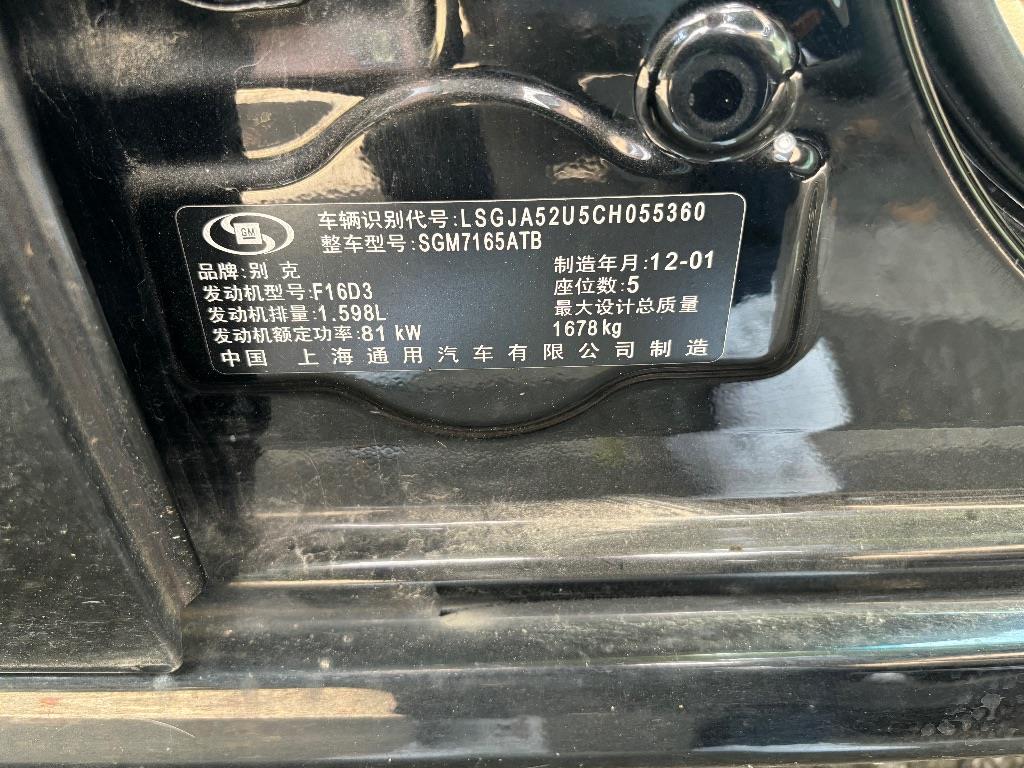 GM
车辆识别代号:LSGJA52U5CH055360
整车型号:SGM7165ATB
品牌:别 克
制造年月:12-01
发动机型号:F16D3
座位数:5
发动机排量:1.598L
最大设计总质量
发动机额定功率:81 kW
1678kg
中国 上海通用汽车有限公司制造